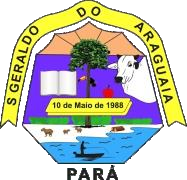 S GERALDO DO ARAGUAIA
10 de Maio de 1988
PARÁ